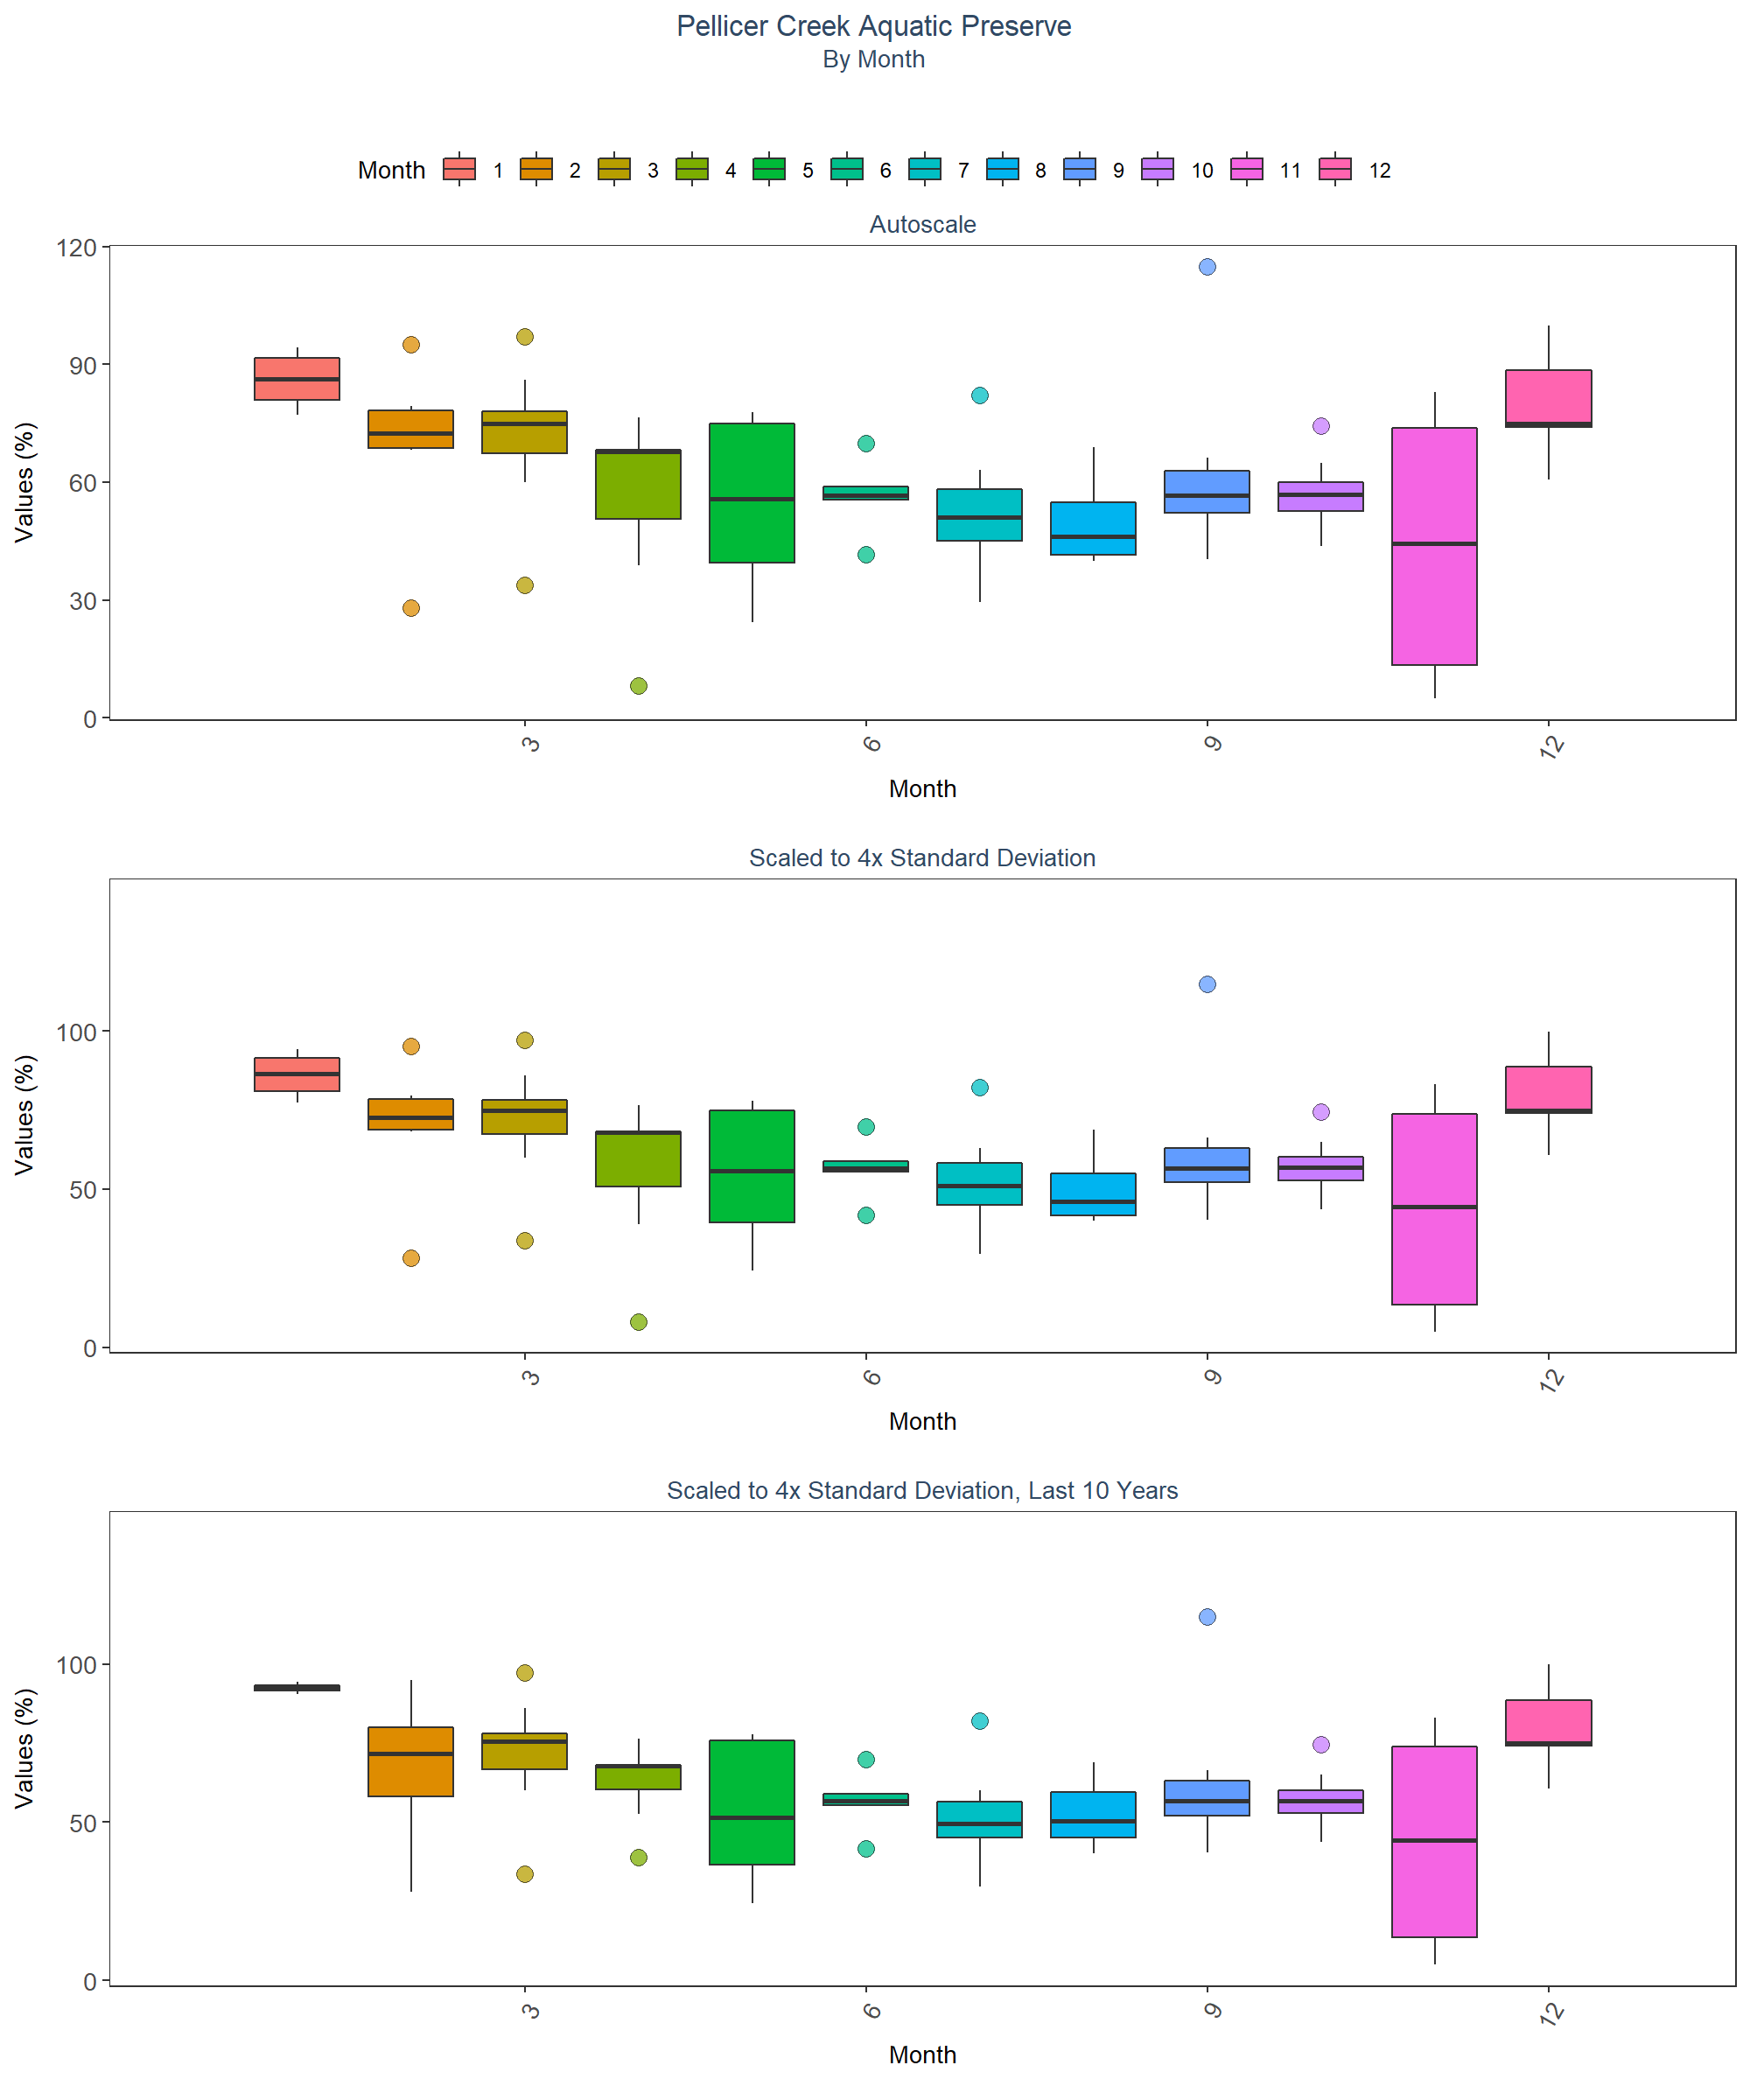 Pellicer Creek Aquatic Preserve
By Month
Month 1 2 3 4 5 6 7 8 9 10 11 12
Autoscale
Values (%)
120
90
60
30
0
3 6 9 12
Month
Scaled to 4x Standard Deviation
Values (%)
100
50
0
3 6 9 12
Month
Scaled to 4x Standard Deviation, Last 10 Years
Values (%)
100
50
0
3 6 9 12
Month